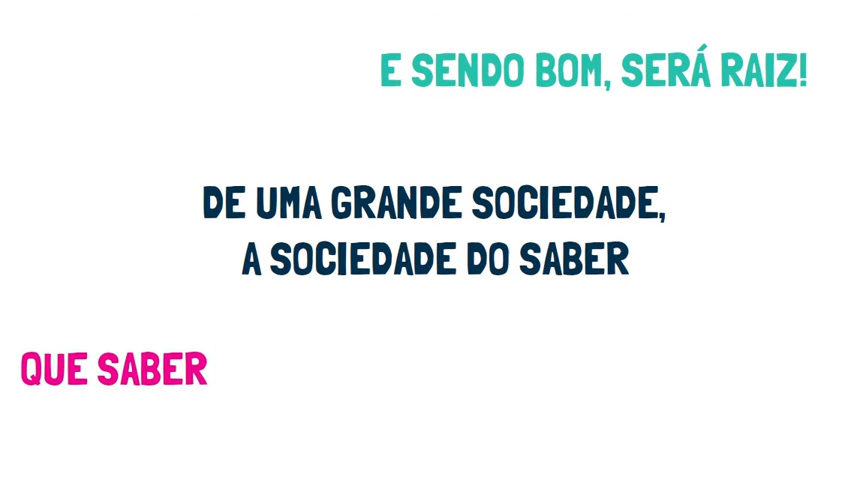 E SENDO BOM, SERÁ RAIZ!
DE UMA GRANDE SOCIEDADE,
A SOCIEDADE DO SABER
QUE SABER